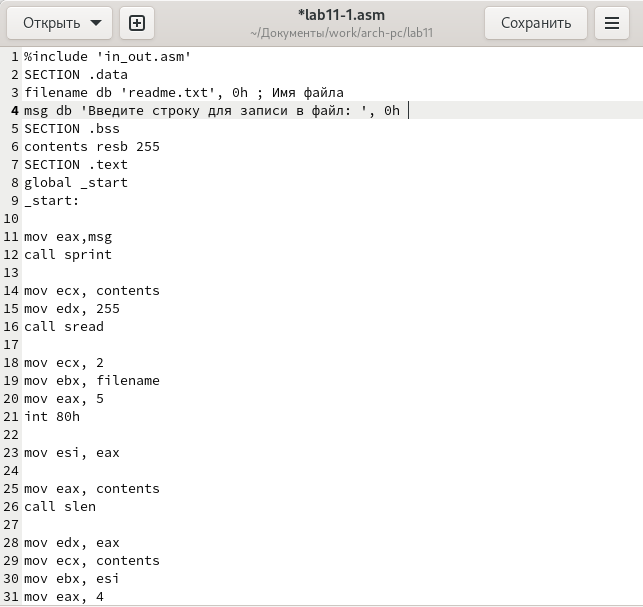 Открыть
*lab11-1.asm
~/Документы/work/arch-pc/lab11
Сохранить
1 %include 'in_out.asm'
2 SECTION .data
3 filename db 'readme.txt', 0h ; Имя файла
4 msg db 'Введите строку для записи в файл: ', 0h
5 SECTION .bss
6 contents resb 255
7 SECTION .text
8 global _start
9 _start:
10
11 mov eax,msg
12 call sprint
13
14 mov ecx, contents
15 mov edx, 255
16 call sread
17
18 mov ecx, 2
19 mov ebx, filename
20 mov eax, 5
21 int 80h
22
23 mov esi, eax
24
25 mov eax, contents
26 call slen
27
28 mov edx, eax
29 mov ecx, contents
30 mov ebx, esi
31 mov eax, 4